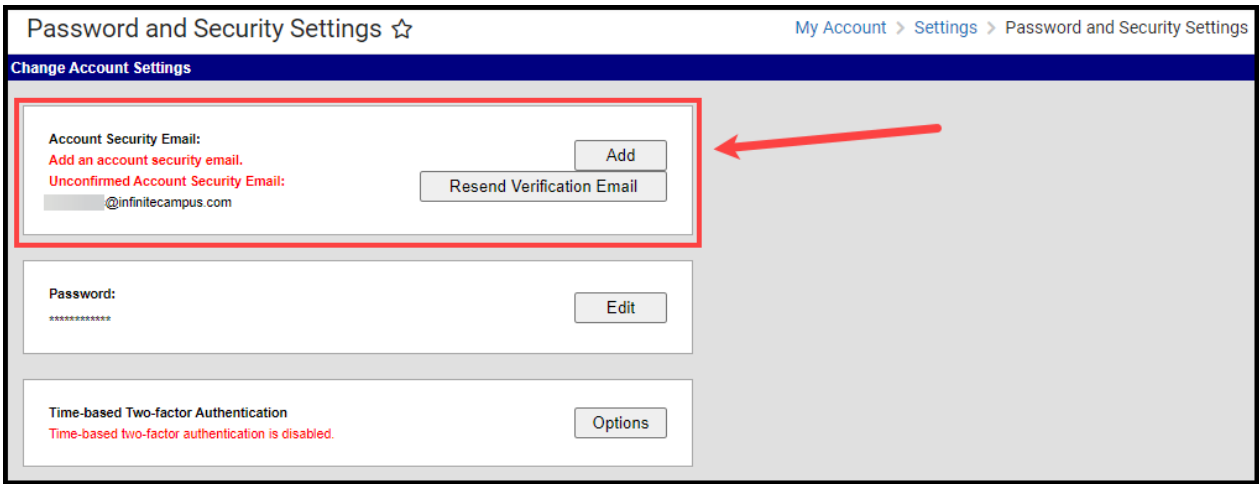 Password and Security Settings
My Account > Settings > Password and Security Settings
Change Account Settings
Account Security Email:
Add an account security email.
Add
Unconfirmed Account Security Email:
Resend Verification Email
@infinitecampus.com
Password:
************
Edit
Time-based Two-factor Authentication
Time-based two-factor authentication is disabled.
Options